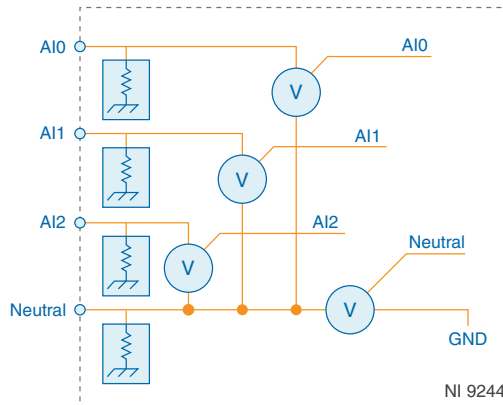 AI0
AI0
V
AI1
AI1
V
AI2
AI2
V
Neutral
Neutral
V
GND
NI 9244